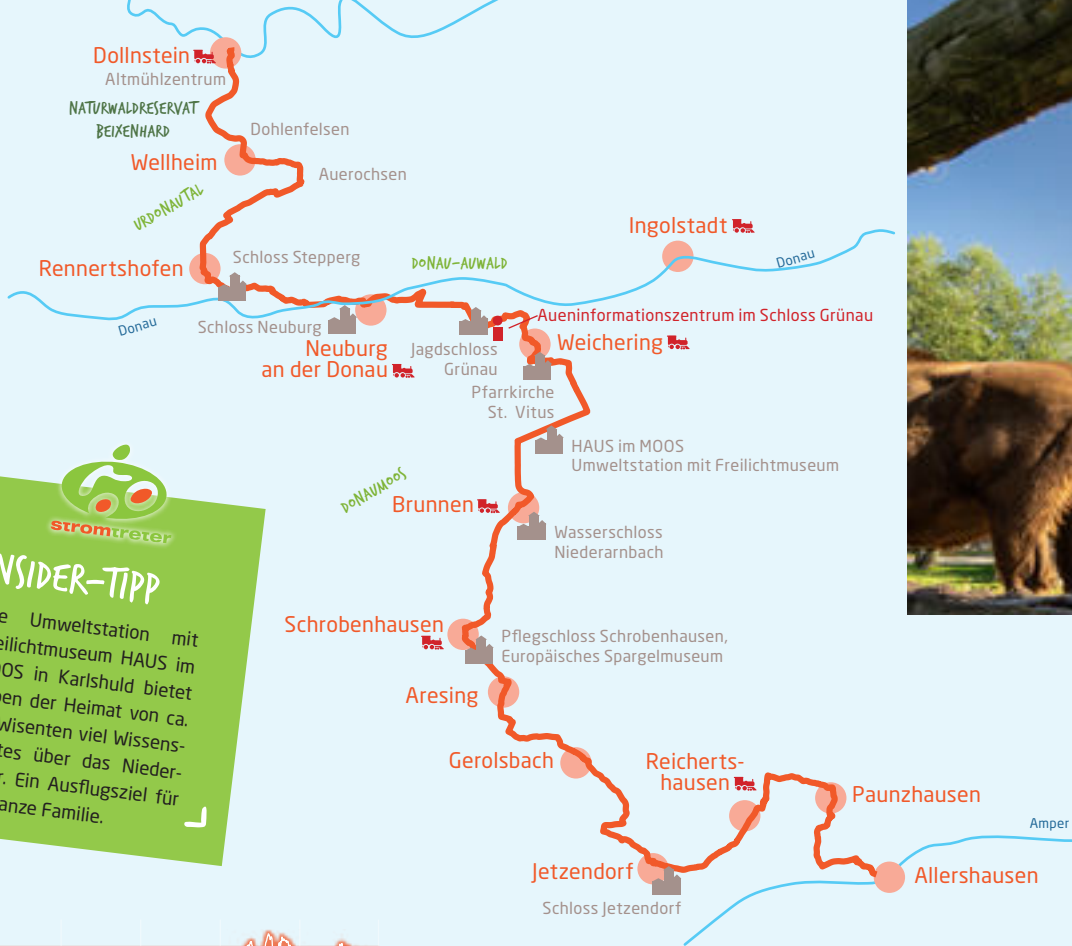 Dollnstein
Altmühlzentrum
NATURWALDRESERVAT
BEIXENHARD
Dohlenfelsen
Wellheim
Auerochsen
URDONAUTAL
Ingolstadt
Rennertshofen
Schloss Stepperg
DONAU-AUWALD
Donau
Donau
Schloss Neuburg
Aueninformationszentrum im Schloss Grünau
Neuburg
an der Donau
Jagdschloss
Grünau
Weichering
Pfarrkirche
St. Vitus
HAUS im MOOS
Umweltstation mit Freilichtmuseum
DONAUMOOS
Brunnen
Wasserschloss
Niederarnbach
stromtreter
NSIDER-TIPP
e Umweltstation mit
eilichtmuseum HAUS im
OOS in Karlshuld bietet
en der Heimat von ca.
Wisenten viel Wissens-
tes über das Nieder-
r. Ein Ausflugsziel für
anze Familie.
Schrobenhausen
Pflegschloss Schrobenhausen,
Europäisches Spargelmuseum
Aresing
Gerolsbach
Reicherts-
hausen
Paunzhausen
Amper
Jetzendorf
Allershausen
Schloss Jetzendorf